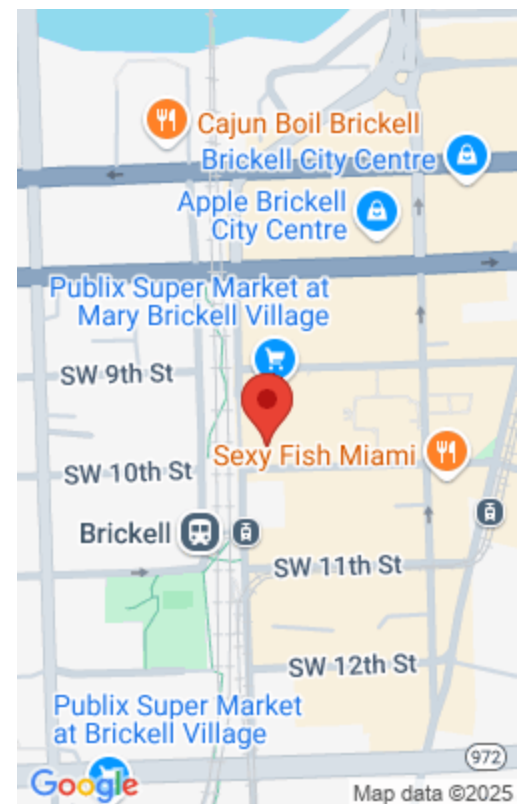 Cajun Boil Brickell
Brickell City Centre
Apple Brickell
City Centre
Publix Super Market at
Mary Brickell Village
SW 9th St
Sexy Fish Miami
SW 10th St
Brickell
SW 11th St
SW 12th St
Publix Super Market
at Brickell Village
972
Google
Map data ©2025